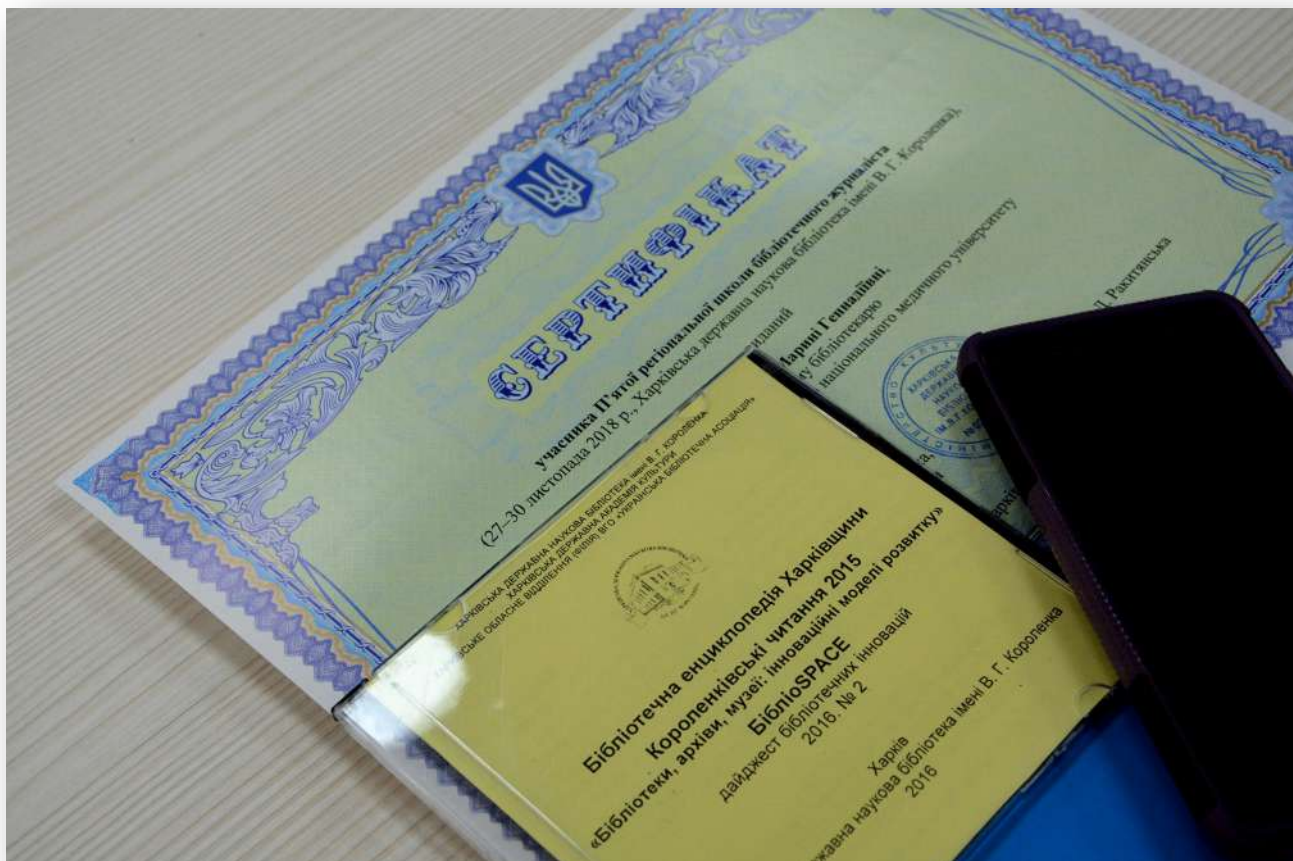 СЕРТИФІКАТ
учасника П'ятої регіональної школи бібліотечного журналіста
(27–30 листопада 2018 р., Харківська державна наукова бібліотека імені В. Г. Короленка),
Марині Геннадіївні,
бібліотекарю
національного медичного університету
Ракитянська
ХАРКІВСЬКА ДЕРЖАВНА НАУКОВА БІБЛІОТЕКА імені В. Г. КОРОЛЕНКА
ХАРКІВСЬКА ДЕРЖАВНА АКАДЕМІЯ КУЛЬТУРИ
ОБЛАСНЕ ВІДДІЛЕННЯ (ФІЛІЯ) ВГО «УКРАЇНСЬКА БІБЛІОТЕЧНА АСОЦІАЦІЯ»
Бібліотечна енциклопедія Харківщини
Короленківські читання 2015
«Бібліотеки, архіви, музеї: інноваційні моделі розвитку»
БібліоSPACE
дайджест бібліотечних інновацій
2016. № 2
Харків
наукова бібліотека імені В. Г. Короленка
2016